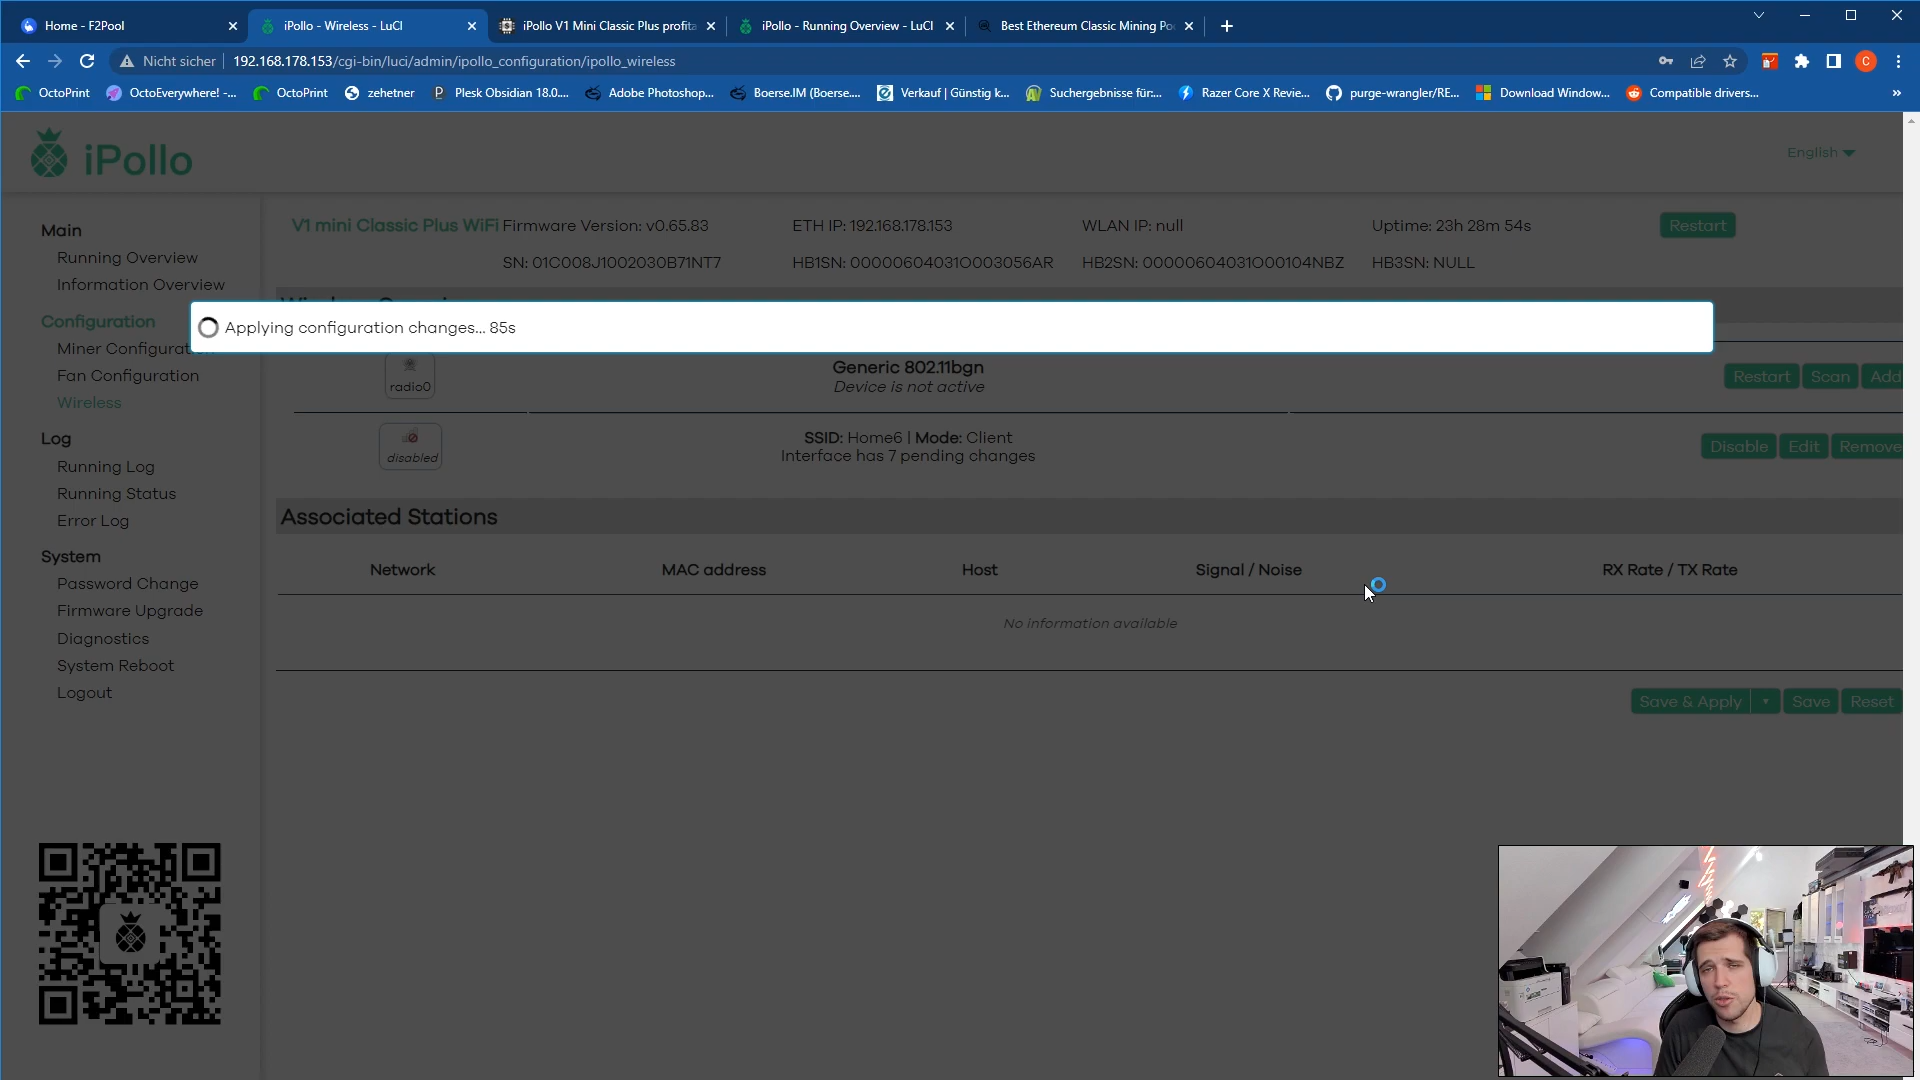 Home - F2Pool
iPollo - Wireless - LuCI
iPollo V1 Mini Classic Plus profita
iPollo - Running Overview - LuCI
Best Ethereum Classic Mining Po
Nicht sicher
192.168.178.153/cgi-bin/luci/admin/ipollo_configuration/ipollo_wireless
C
OctoPrint
OctoEverywhere! -...
OctoPrint
zehetner
Plesk Obsidian 18.0....
Adobe Photoshop...
Boerse.IM (Boerse....
Verkauf | Günstig k...
Suchergebnisse für:...
Razer Core X Revie...
purge-wrangler/RE...
Download Window...
Compatible drivers...
»
iPollo
English
Main
Running Overview
Information Overview
Configuration
Miner Configurat
Fan Configuration
Wireless
Log
Running Log
Running Status
Error Log
System
Password Change
Firmware Upgrade
Diagnostics
System Reboot
Logout
V1 mini Classic Plus WiFi
Firmware Version: v0.65.83
ETH IP: 192.168.178.153
WLAN IP: null
Uptime: 23h 28m 54s
Restart
SN: 01C008J1002030B71NT7
HB1SN: 00000604031O003056AR
HB2SN: 00000604031O00104NBZ
HB3SN: NULL
Applying configuration changes... 85s
radio0
Generic 802.11bgn
Device is not active
Restart
Scan
Add
disabled
SSID: Home6 | Mode: Client
Interface has 7 pending changes
Disable
Edit
Remove
Associated Stations
Network
MAC address
Host
Signal / Noise
RX Rate / TX Rate
No information available
Save & Apply
Save
Reset